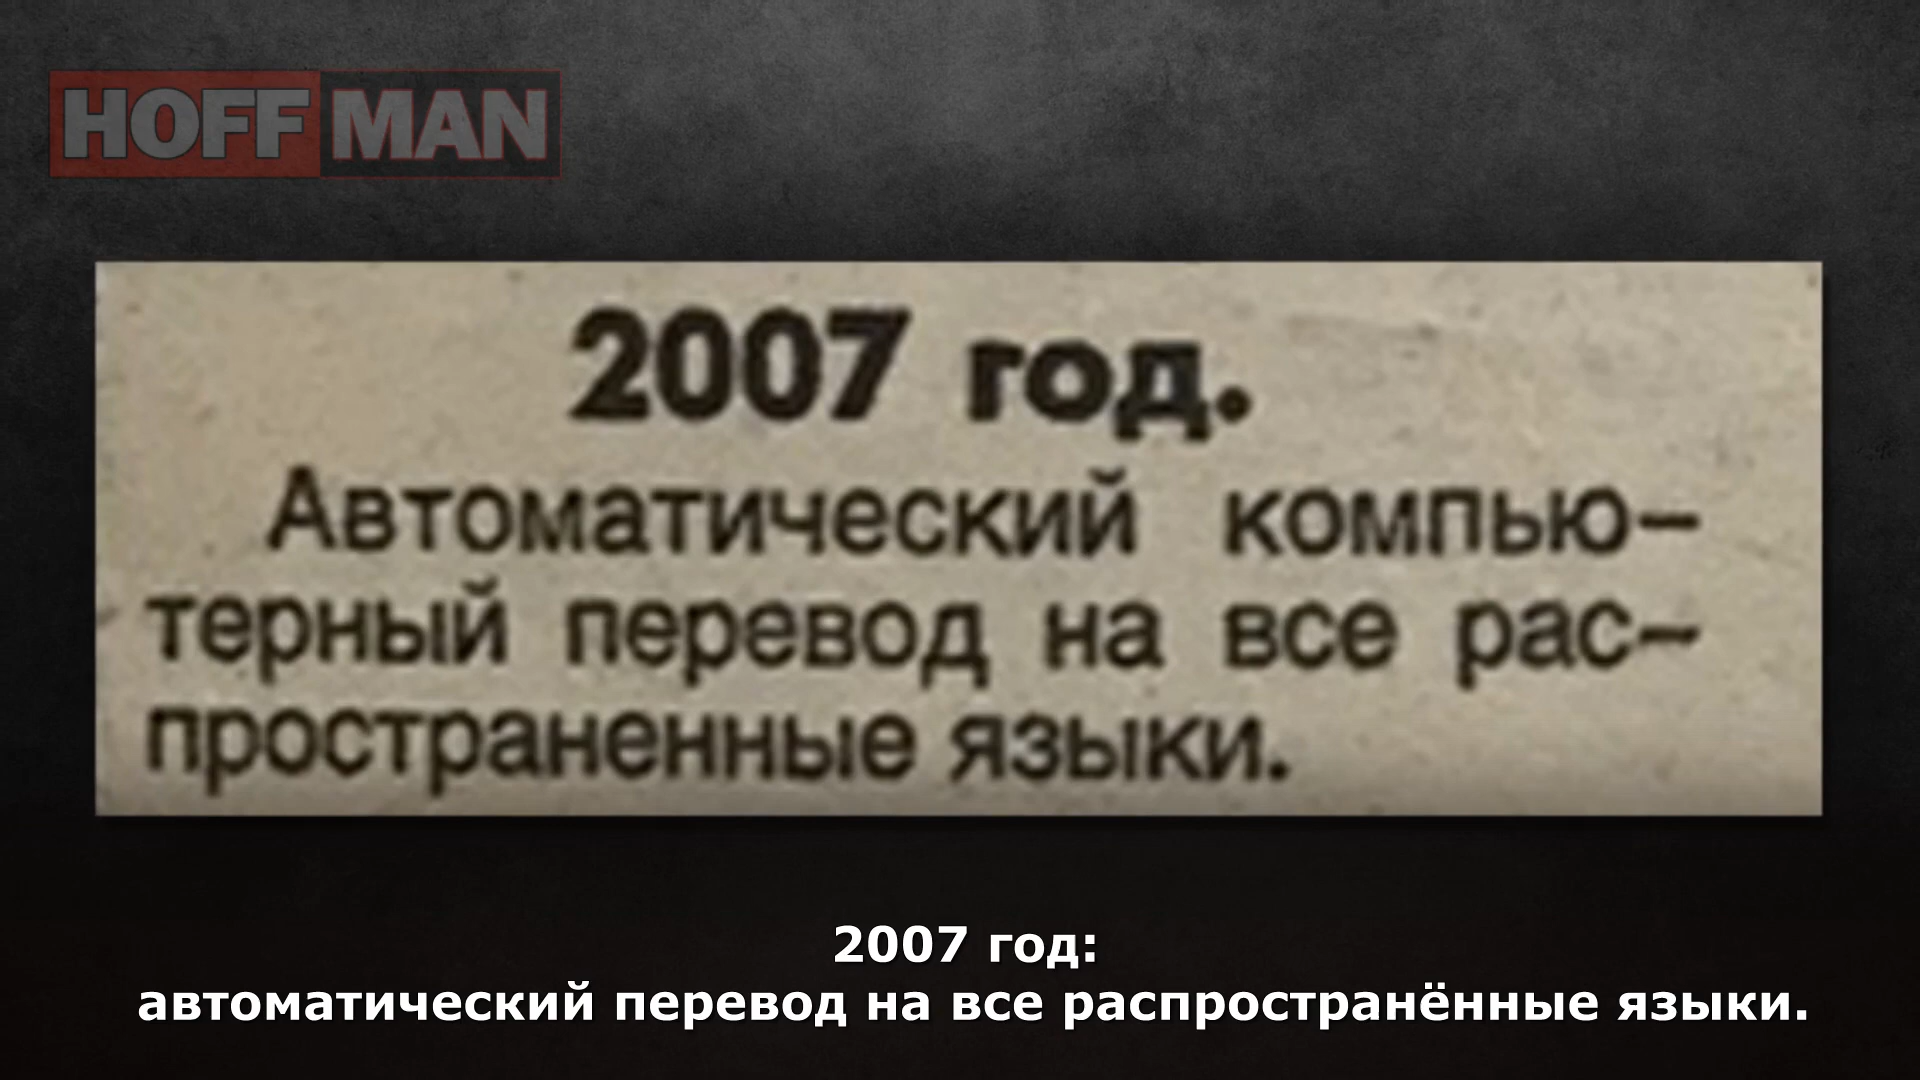 HOFFMAN
2007 год.
Автоматический компью-
терный перевод на все рас-
пространенные языки.
2007 год:
автоматический перевод на все распространённые языки.